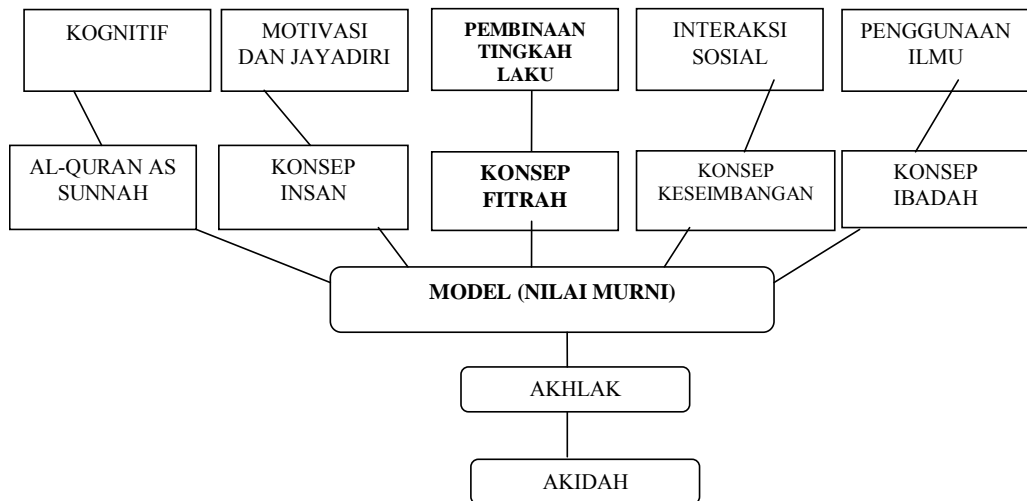 KOGNITIF
MOTIVASI
DAN JAYADIRI
PEMBINAAN
TINGKAH
LAKU
INTERAKSI
SOSIAL
PENGGUNAAN
ILMU
AL-QURAN AS
SUNNAH
KONSEP
INSAN
KONSEP
FITRAH
KONSEP
KESEIMBANGAN
KONSEP
IBADAH
MODEL (NILAI MURNI)
AKHLAK
AKIDAH